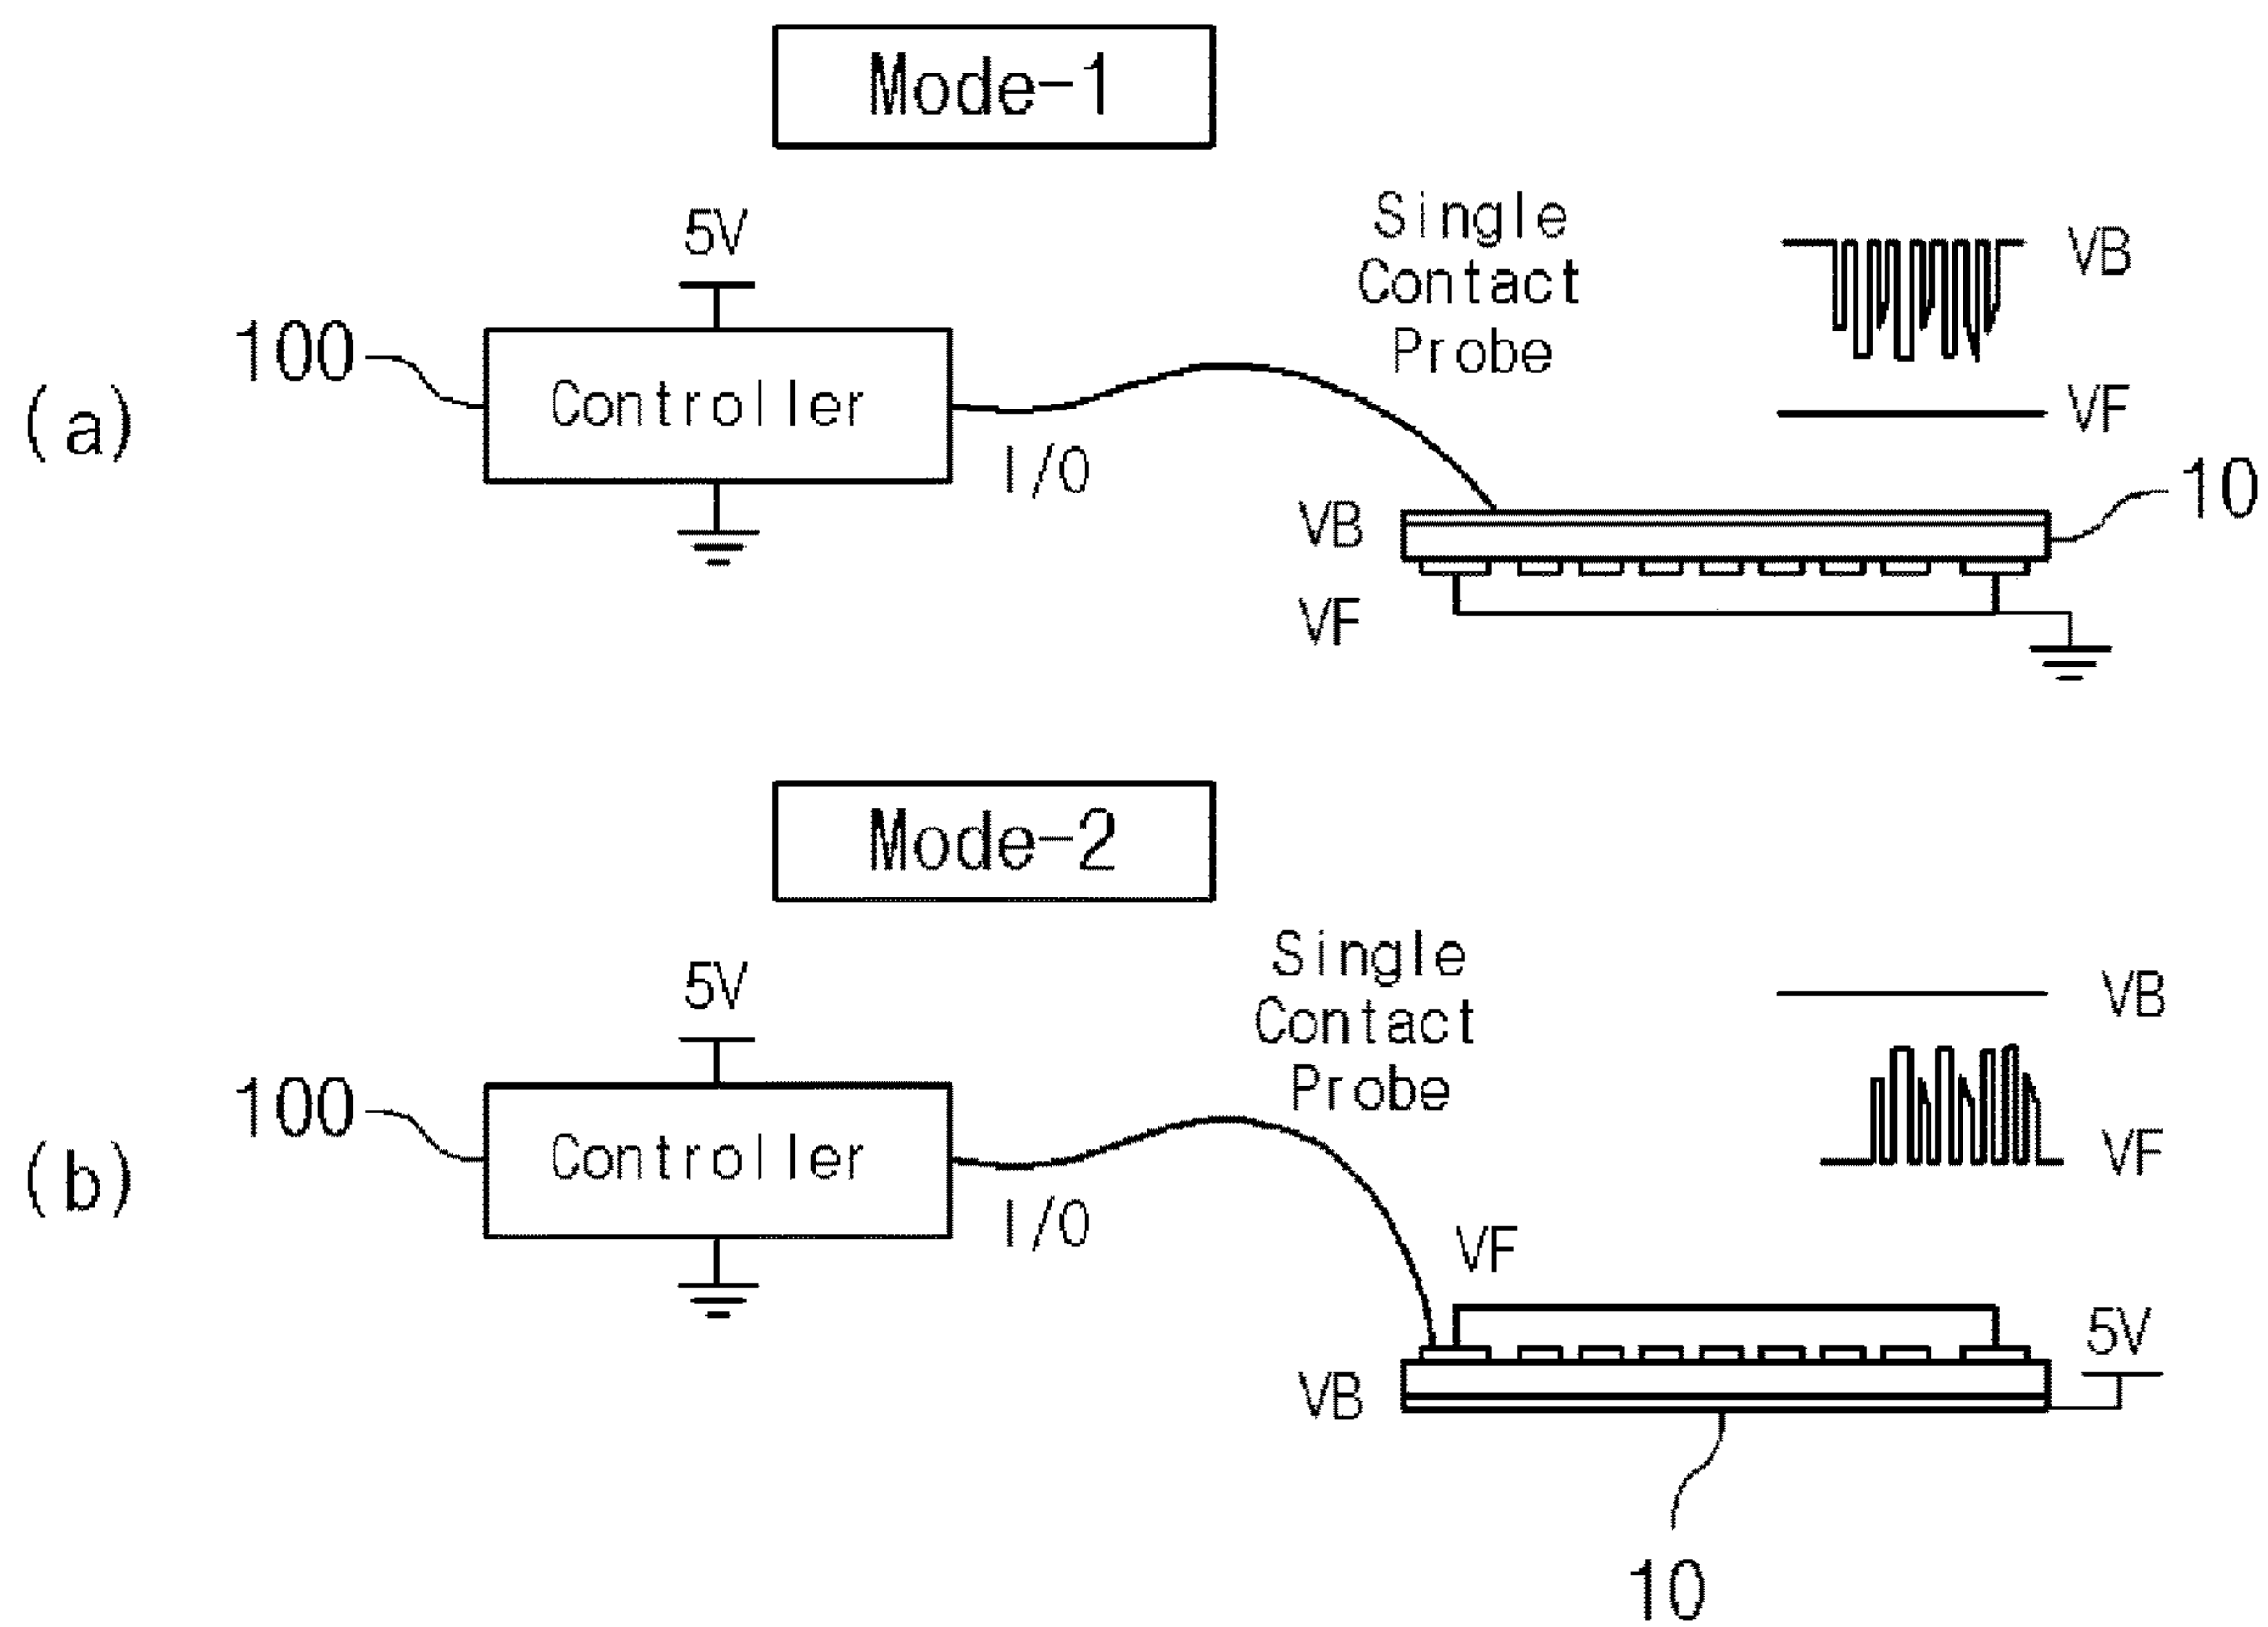 Mode-1
5V
Single
Contact
Probe
VB
VF
100
Controller
(a)
I/O
10
VB
VF
Mode-2
5V
Single
Contact
Probe
VB
VF
100
Controller
(b)
I/O
VF
5V
VB
10